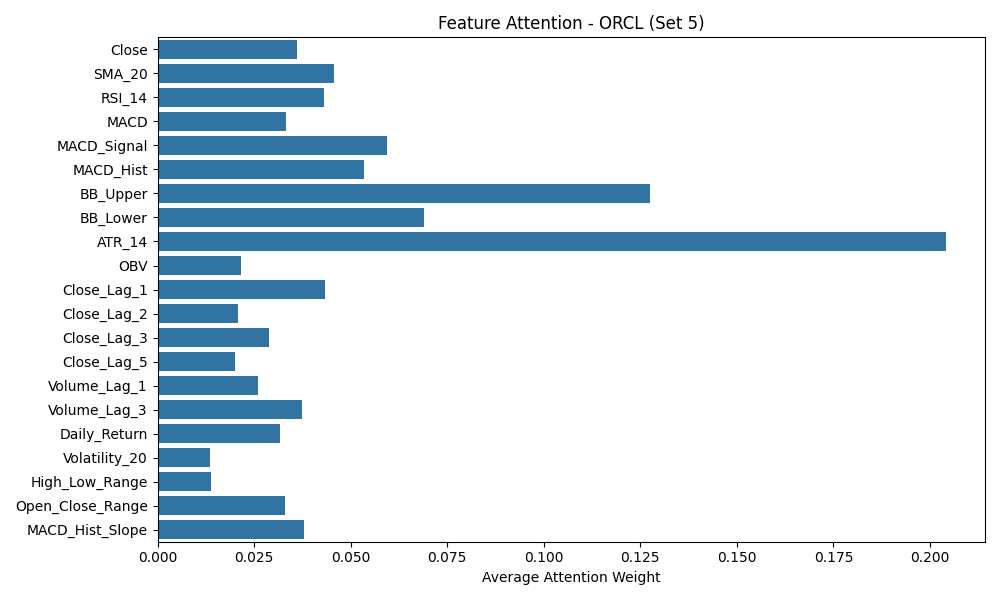 Feature Attention - ORCL (Set 5)
Close
SMA_20
RSI_14
MACD
MACD_Signal
MACD_Hist
BB_Upper
BB_Lower
ATR_14
OBV
Close_Lag_1
Close_Lag_2
Close_Lag_3
Close_Lag_5
Volume_Lag_1
Volume_Lag_3
Daily_Return
Volatility_20
High_Low_Range
Open_Close_Range
MACD_Hist_Slope
0.000 0.025 0.050 0.075 0.100 0.125 0.150 0.175 0.200
Average Attention Weight